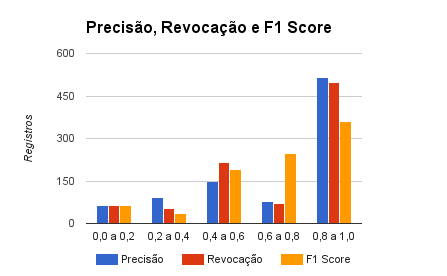 Precisão, Revocação e F1 Score
600
450
300
150
0
Registros
0,0 a 0,2 0,2 a 0,4 0,4 a 0,6 0,6 a 0,8 0,8 a 1,0
Precisão Revocação F1 Score